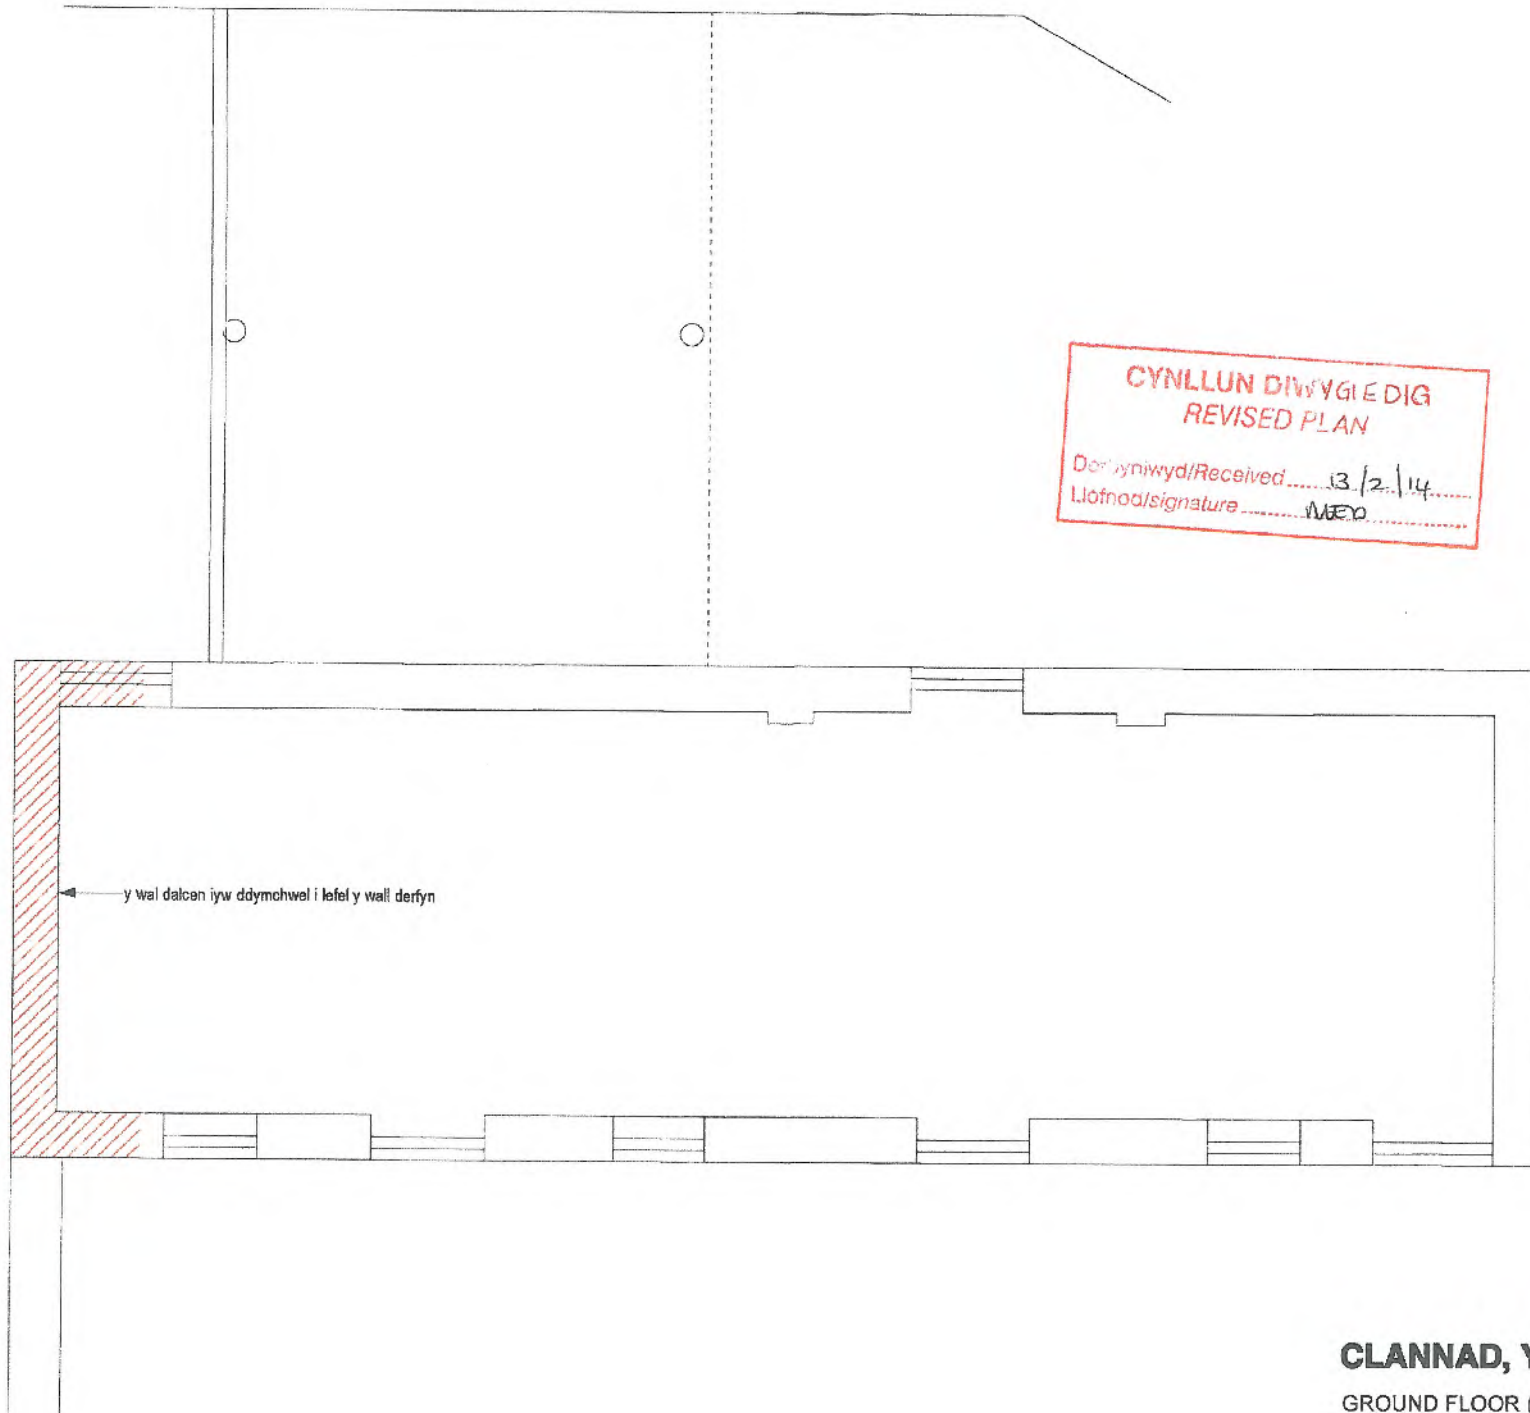 CYNLLUN DIWYGIEDIG
REVISED PLAN
Derbyniwyd/Received 13/2/14
Llofnod/signature
y wal dalcen iyw ddymchwel i lefel y wall derfyn
CLANNAD, Y
GROUND FLOOR